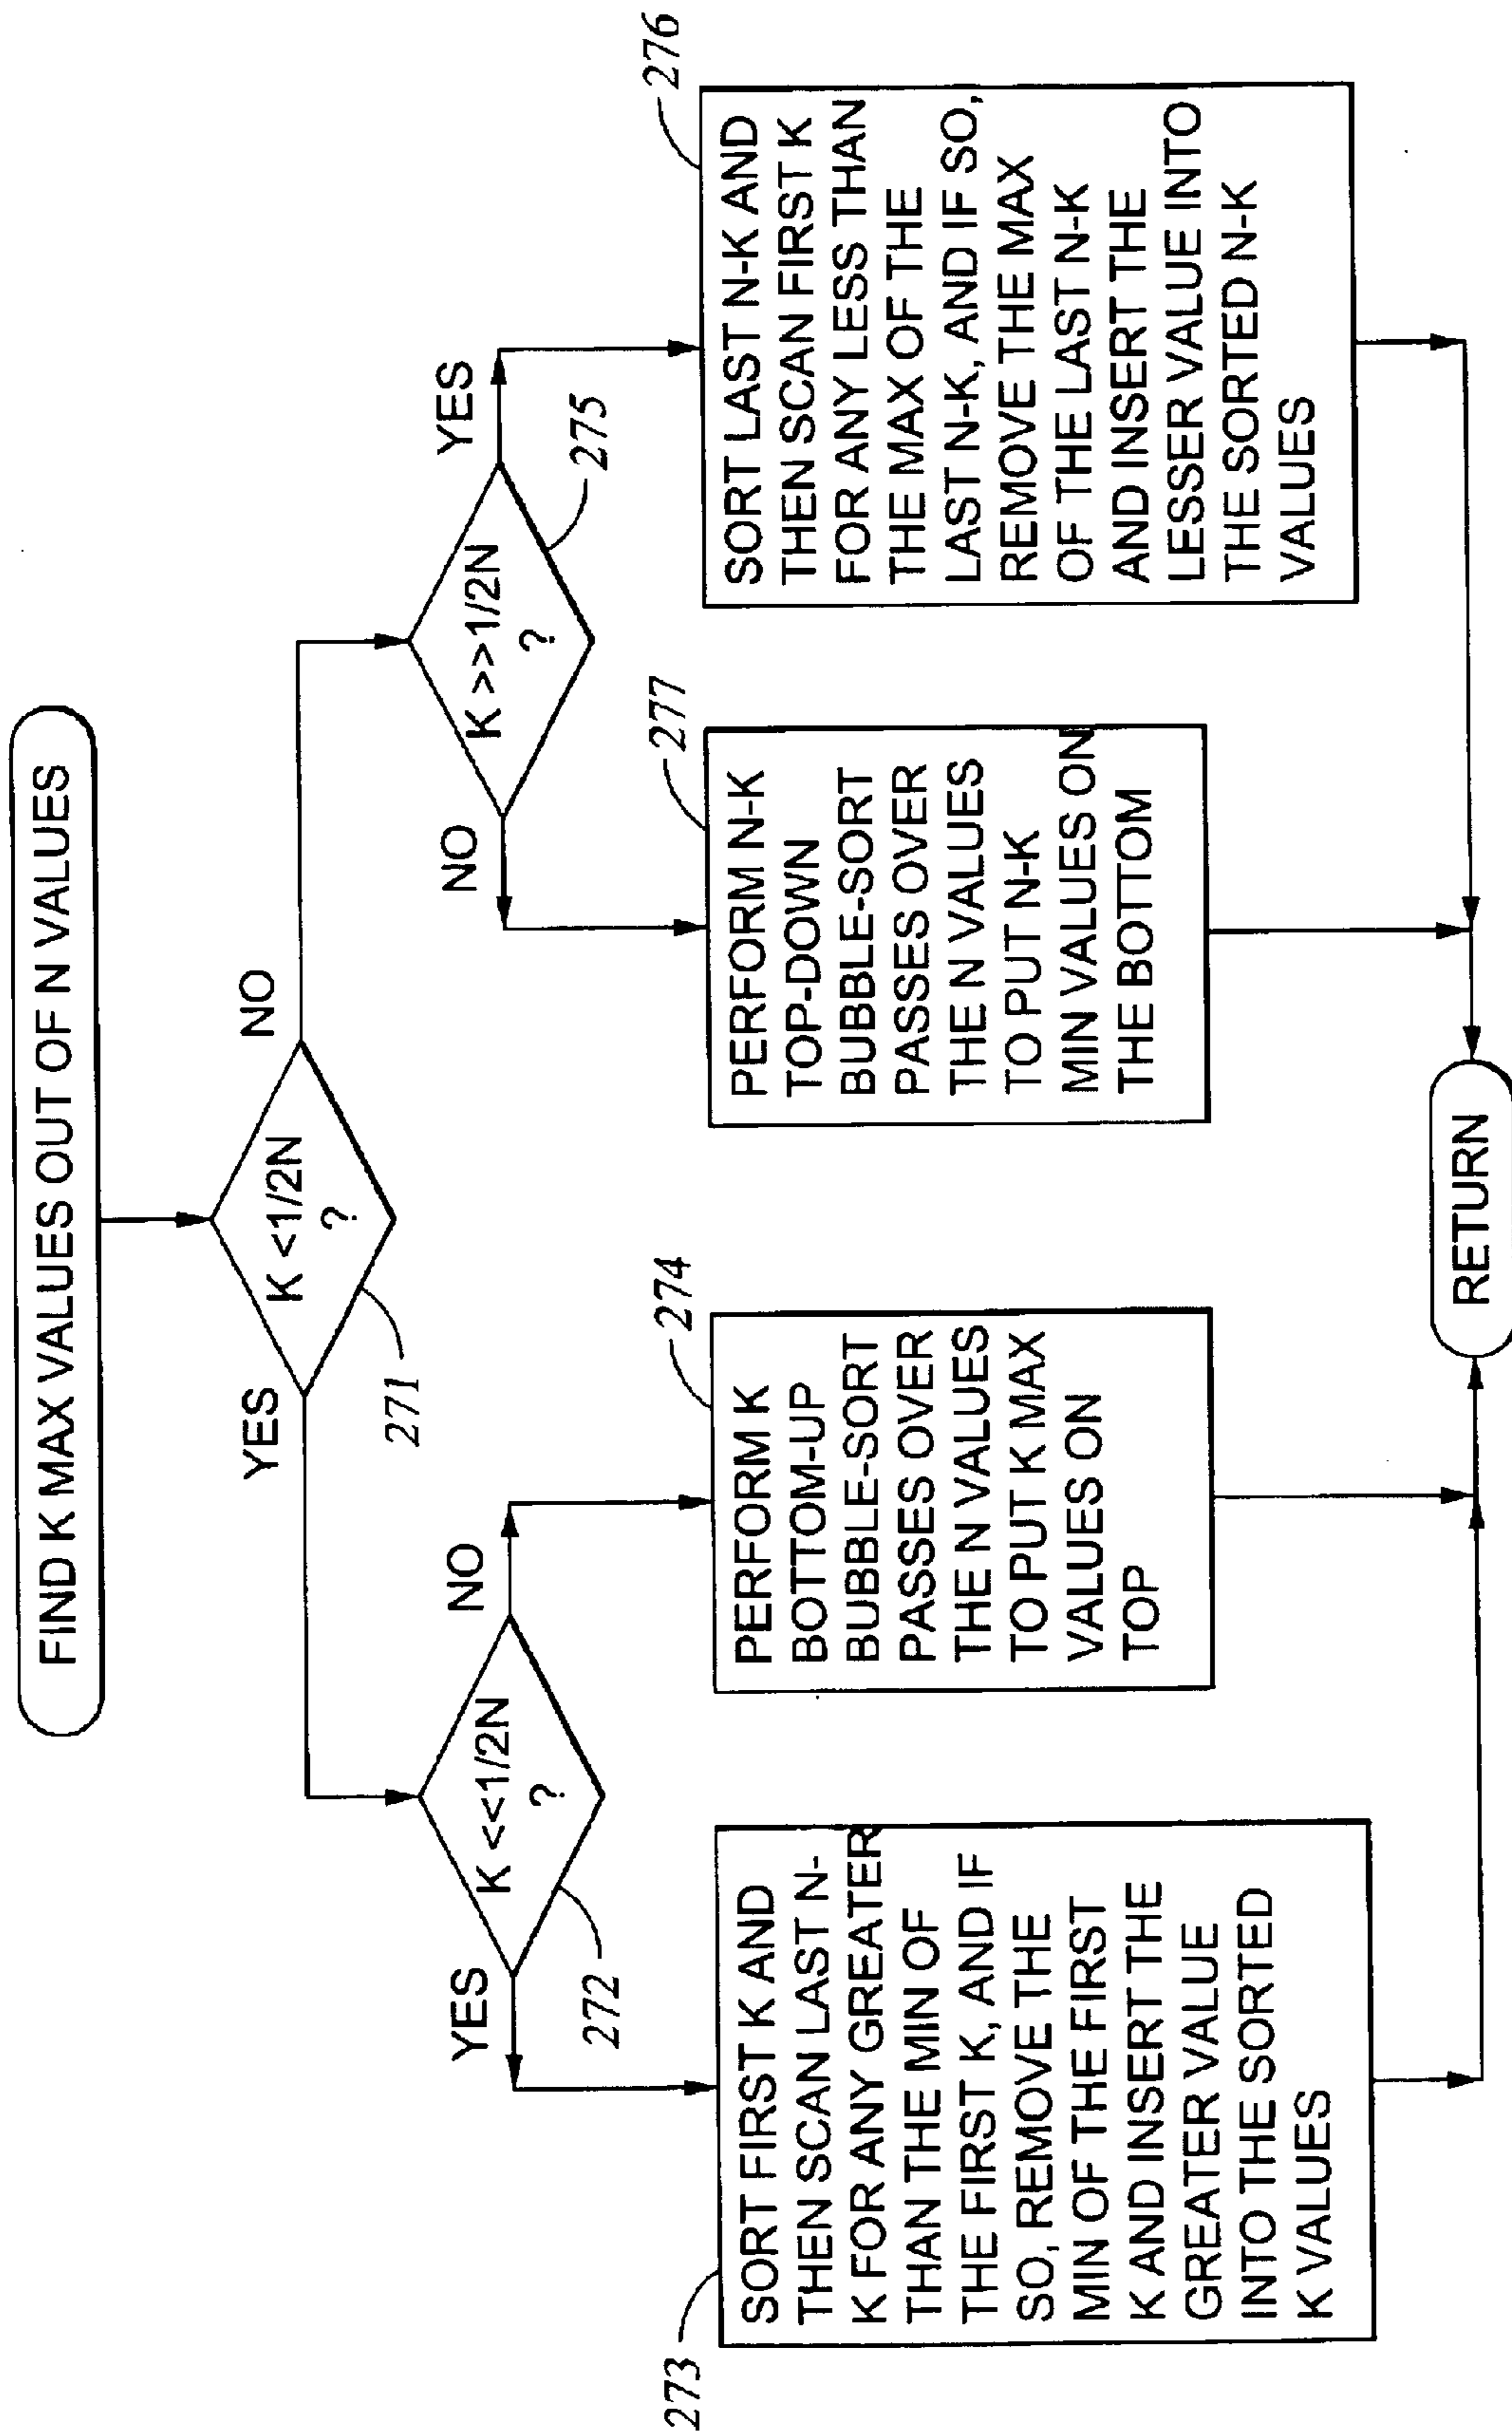 FIND K MAX VALUES OUT OF N VALUES
K <1/2N
?
271
YES
NO
K <<1/2N
?
272
YES
NO
K >>1/2N
?
275
NO
YES
273
SORT FIRST K AND
THEN SCAN LAST N-
K FOR ANY GREATER
THAN THE MIN OF
THE FIRST K, AND IF
SO, REMOVE THE
MIN OF THE FIRST
K AND INSERT THE
GREATER VALUE
INTO THE SORTED
K VALUES
274
PERFORM K
BOTTOM-UP
BUBBLE-SORT
PASSES OVER
THE N VALUES
TO PUT K MAX
VALUES ON
TOP
277
PERFORM N-K
TOP-DOWN
BUBBLE-SORT
PASSES OVER
THE N VALUES
TO PUT N-K
MIN VALUES ON
THE BOTTOM
276
SORT LAST N-K AND
THEN SCAN FIRST K
FOR ANY LESS THAN
THE MAX OF THE
LAST N-K, AND IF SO,
REMOVE THE MAX
OF THE LAST N-K
AND INSERT THE
LESSER VALUE INTO
THE SORTED N-K
VALUES
RETURN